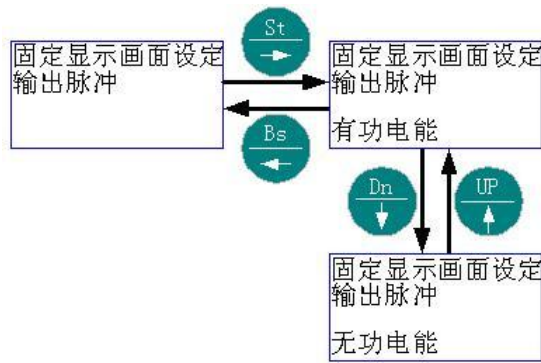 St
固定显示画面设定
输出脉冲
固定显示画面设定
输出脉冲
有功电能
Bs
Dn
UP
固定显示画面设定
输出脉冲
无功电能